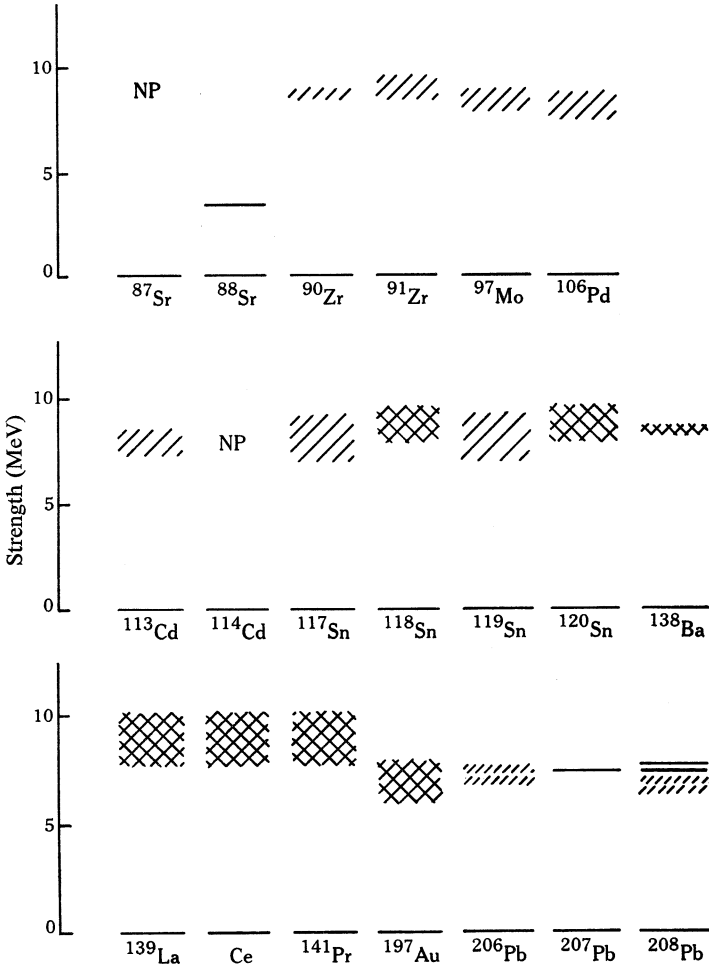 10
NP
5
0
⁸⁷Sr ⁸⁸Sr ⁹⁰Zr ⁹¹Zr ⁹⁷Mo ¹⁰⁶Pd
Strength (MeV)
10
NP
5
0
¹¹³Cd ¹¹⁴Cd ¹¹⁷Sn ¹¹⁸Sn ¹¹⁹Sn ¹²⁰Sn ¹³⁸Ba
10
5
0
¹³⁹La Ce ¹⁴¹Pr ¹⁹⁷Au ²⁰⁶Pb ²⁰⁷Pb ²⁰⁸Pb